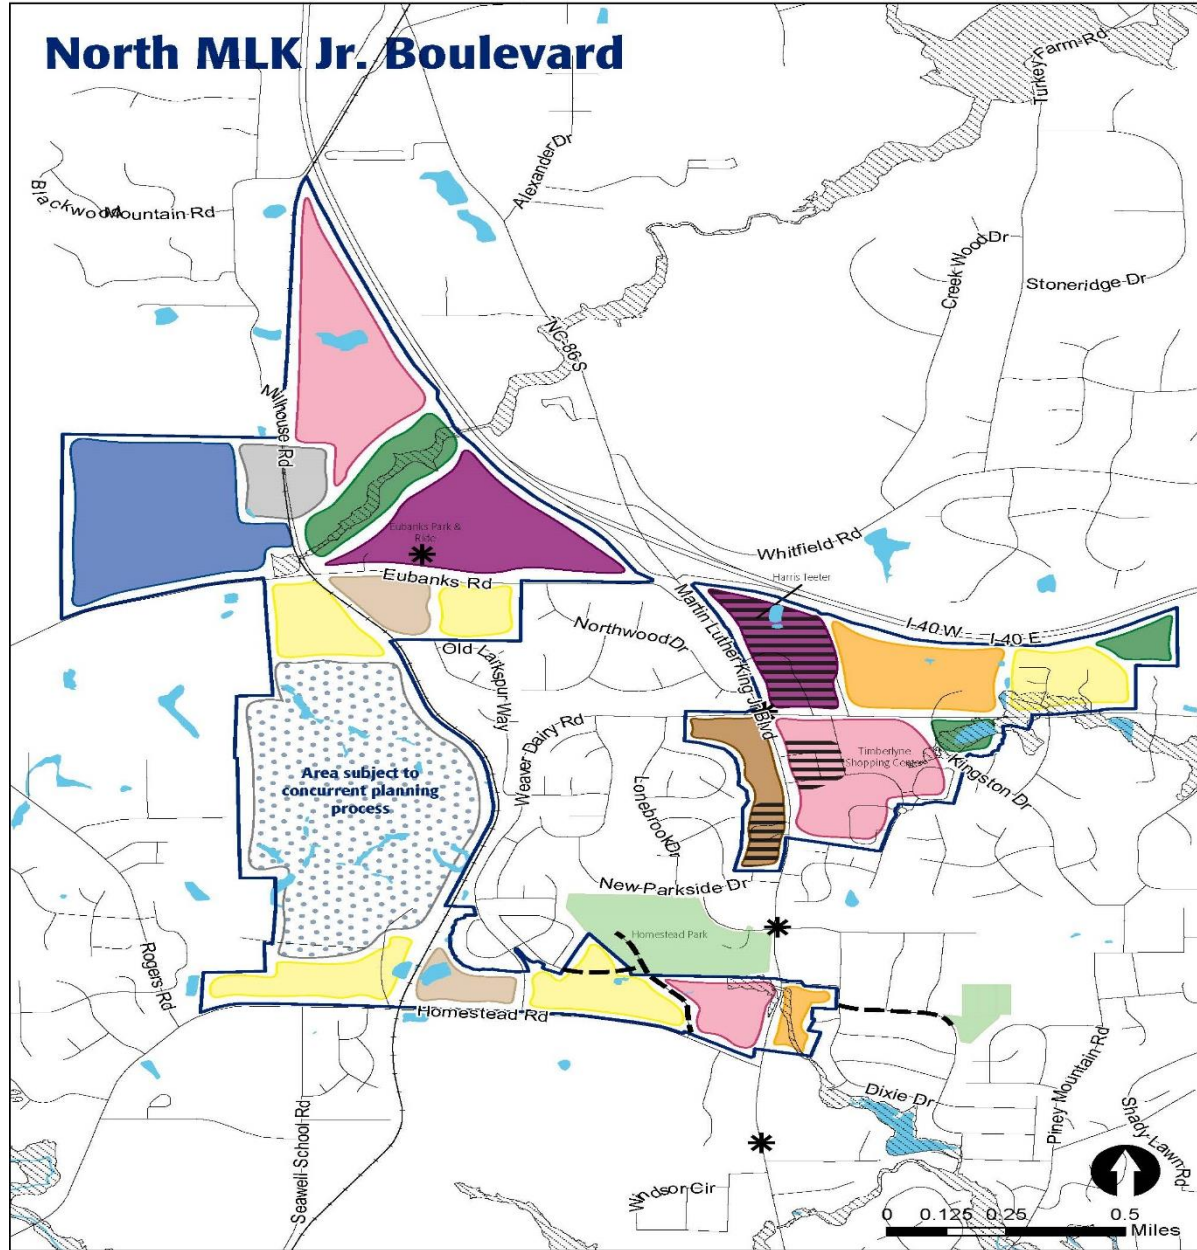 North MLK Jr. Boulevard
Turkey Farm Rd
Alexander Dr
Blackwood Mountain Rd
Creek Wood Dr
Stoneridge Dr
NC-86 S
Millhouse Rd
Eubanks Park &
Ride
Whitfield Rd
Eubanks Rd
Harris Teeter
Martin Luther King Jr Blvd
Northwood Dr
I-40 W
I-40 E
Old Larkspur Way
Weaver Dairy Rd
Timberlyne
Shopping Center
Kingston Dr
Area subject to
concurrent planning
process
Lonebrook Dr
New Parkside Dr
Homestead Park
Rogers Rd
Homestead Rd
Dixie Dr
Piney Mountain Rd
Shady Lawn Rd
Seawell School Rd
Windsor Cir
0 0.125 0.25 0.5
Miles